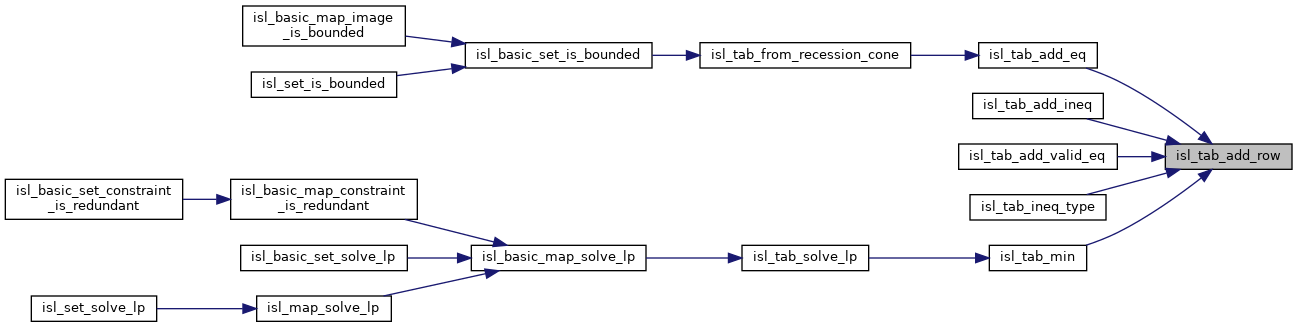 isl_basic_map_image
_is_bounded
isl_basic_set_is_bounded
isl_tab_from_recession_cone
isl_tab_add_eq
isl_set_is_bounded
isl_tab_add_ineq
isl_tab_add_valid_eq
isl_tab_add_row
isl_basic_set_constraint
_is_redundant
isl_basic_map_constraint
_is_redundant
isl_tab_ineq_type
isl_basic_set_solve_lp
isl_basic_map_solve_lp
isl_tab_solve_lp
isl_tab_min
isl_set_solve_lp
isl_map_solve_lp